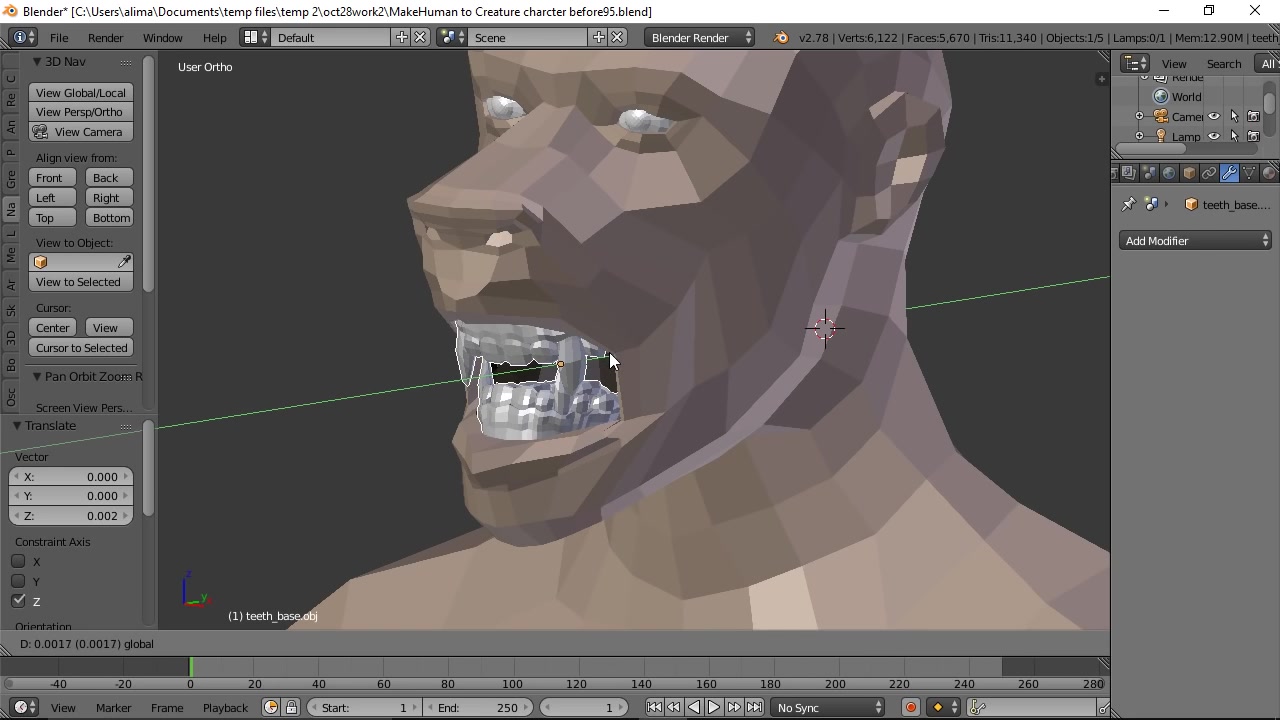 Blender* [C:\Users\alima\Documents\temp files\temp 2\oct28work2\MakeHuman to Creature charcter before95.blend]
File Render Window Help Default Scene Blender Render v2.78 | Verts:6,122 | Faces:5,670 | Tris:11,340 | Objects:1/5 | Lamps:0/1 | Mem:12.90M | teeth
3D Nav
User Ortho
View Search All S
View Global/Local
View Persp/Ortho
View Camera
World
Camer
Lamp
Align view from:
Front Back
Left Right
Top Bottom
teeth_base....
View to Object:
Add Modifier
View to Selected
Cursor:
Center View
Cursor to Selected
Pan Orbit Zoom R
Screen View Pers...
C
Re
An
P
Gre
Na
L
Me
Ar
Sk
3D
Bo
Osc
Translate
Vector
X: 0.000
Y: 0.000
Z: 0.002
Constraint Axis
X
Y
Z
Orientation
z
y
(1) teeth_base.obj
D: 0.0017 (0.0017) global
-40 -20 0 20 40 60 80 100 120 140 160 180 200 220 240 260 280
View Marker Frame Playback Start: 1 End: 250 1 No Sync